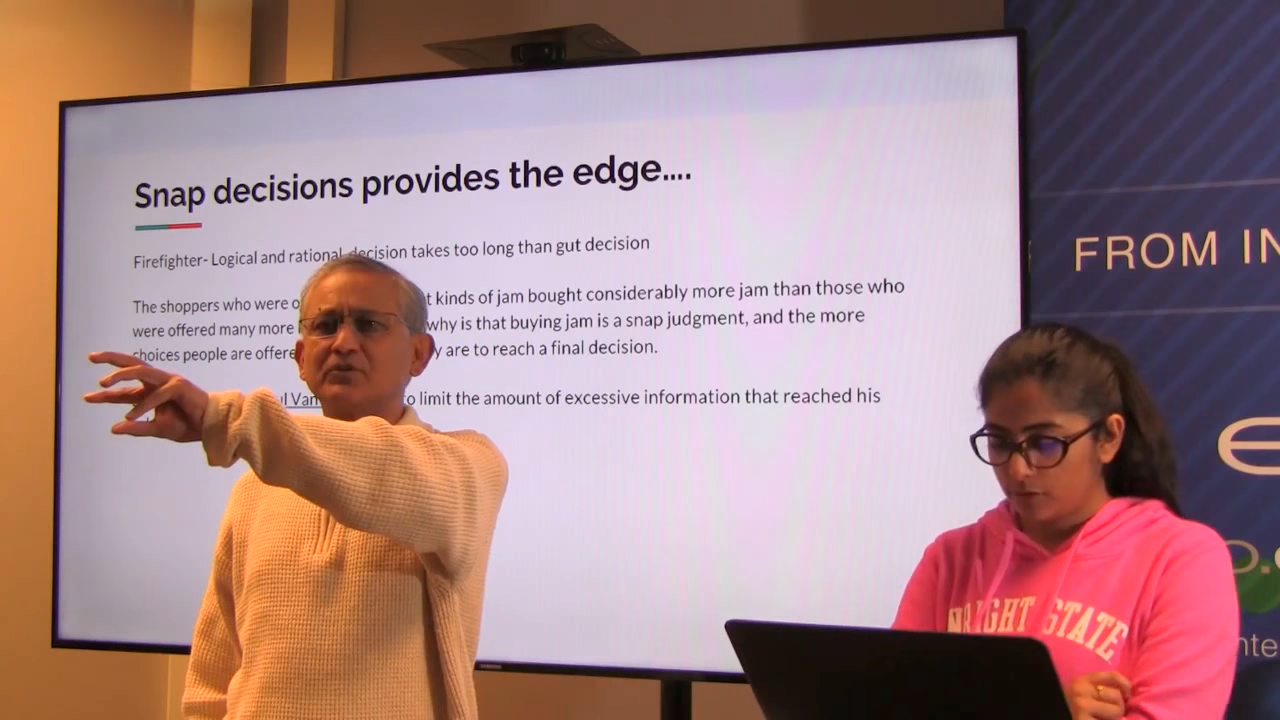 Snap decisions provides the edge....
Firefighter- Logical and rational decision takes too long than gut decision
The shoppers who were kinds of jam bought considerably more jam than those who
were offered many more why is that buying jam is a snap judgment, and the more
choices people are are to reach a final decision.
to limit the amount of excessive information that reached his
FROM
WRIGHT STATE